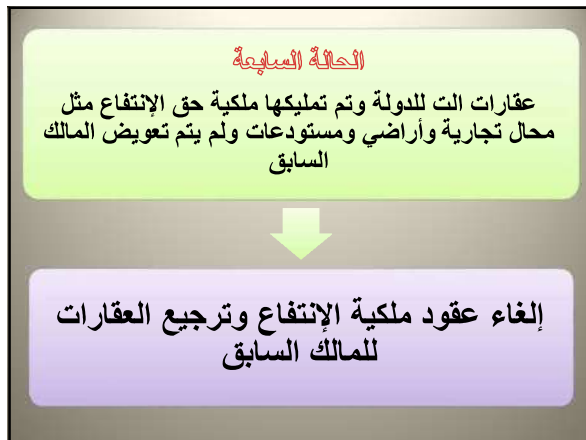 الحالة السابعة
عقارات الت للدولة وتم تمليكها ملكية حق الإنتفاع مثل
محال تجارية وأراضي ومستودعات ولم يتم تعويض المالك
السابق
إلغاء عقود ملكية الإنتفاع وترجيع العقارات
للمالك السابق